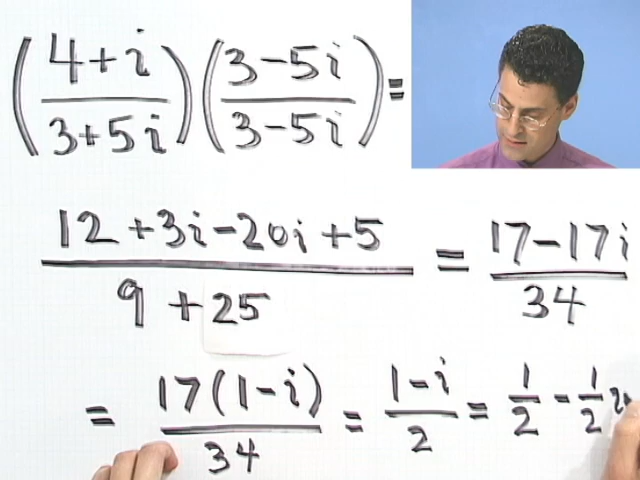 (4+i / 3+5i)(3-5i / 3-5i) =
12+3i-20i+5 / 9+25 = 17-17i / 34
= 17(1-i) / 34 = 1-i / 2 = 1/2 - 1/2 i